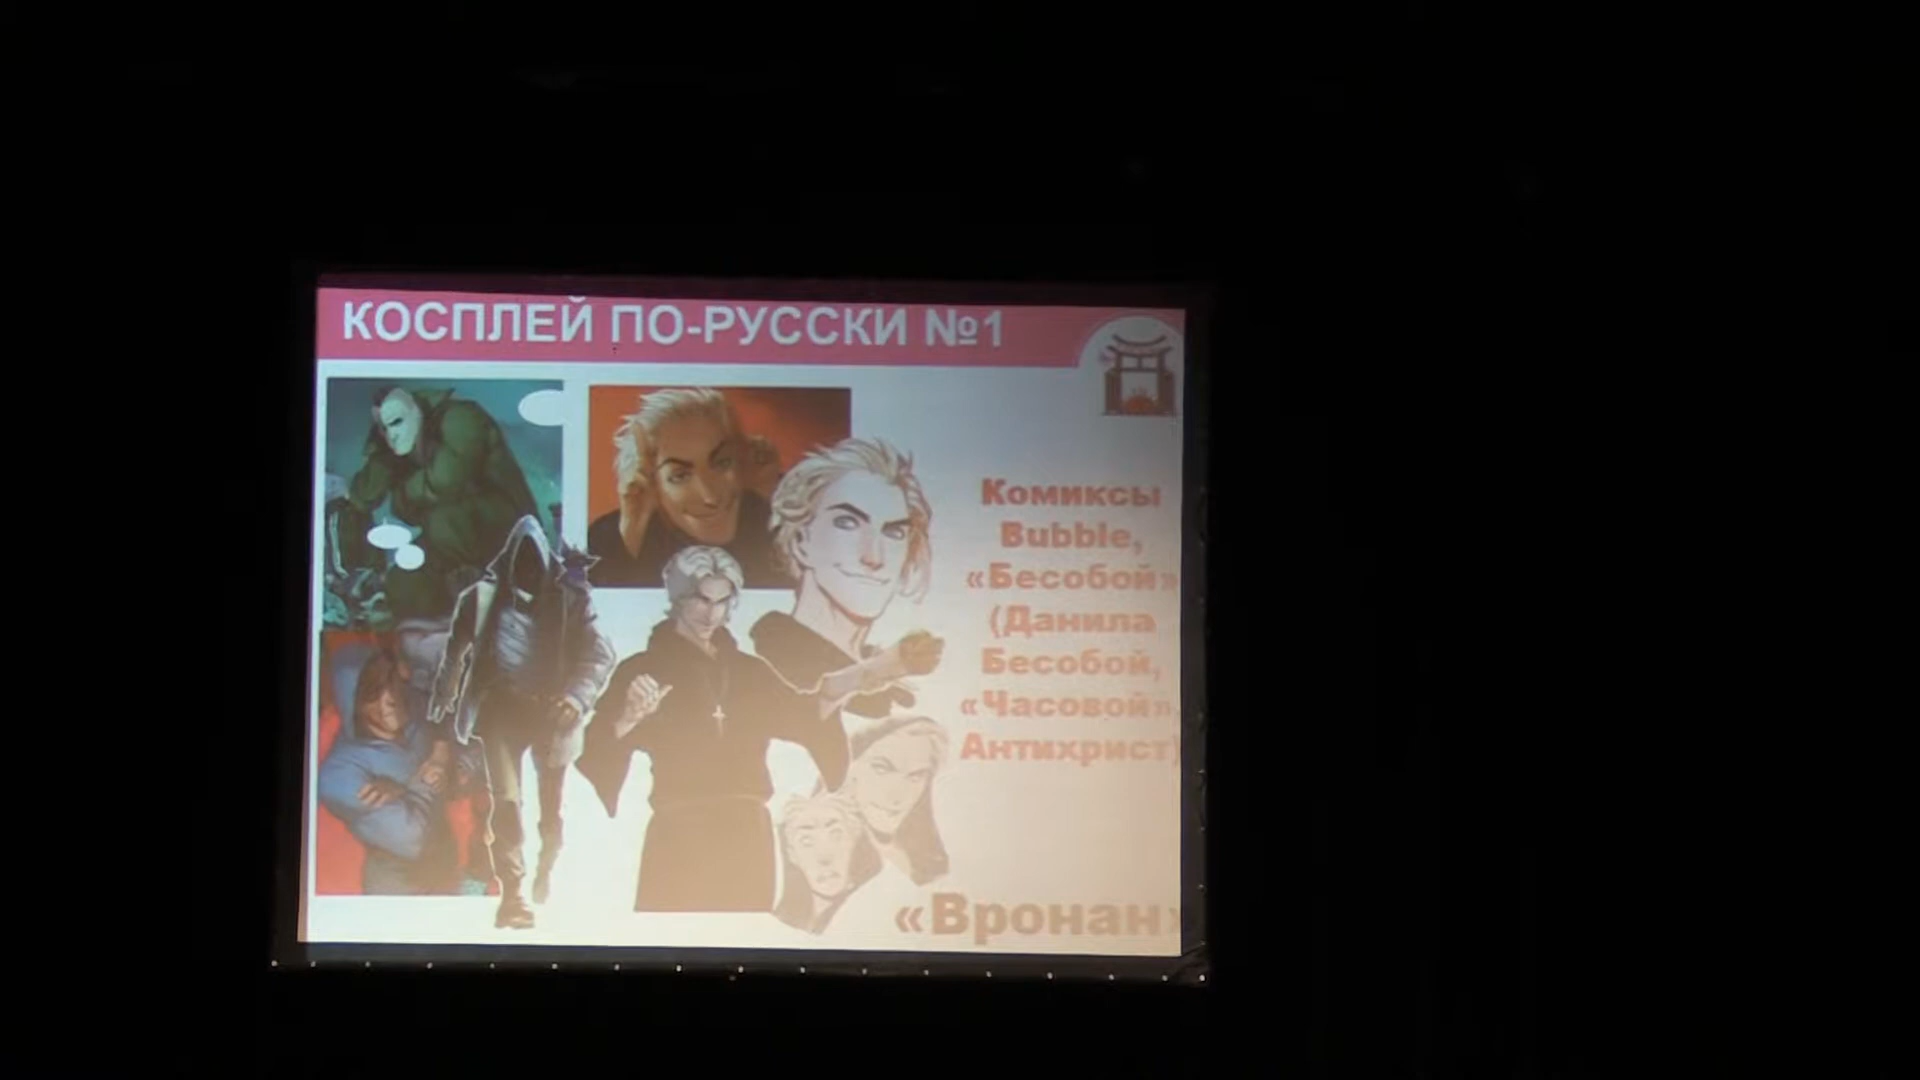 КОСПЛЕЙ ПО-РУССКИ №1
Комиксы
Bubble,
«Бесобой»
(Данила
Бесобой,
«Часовой»,
Антихрист)
«Вронан»